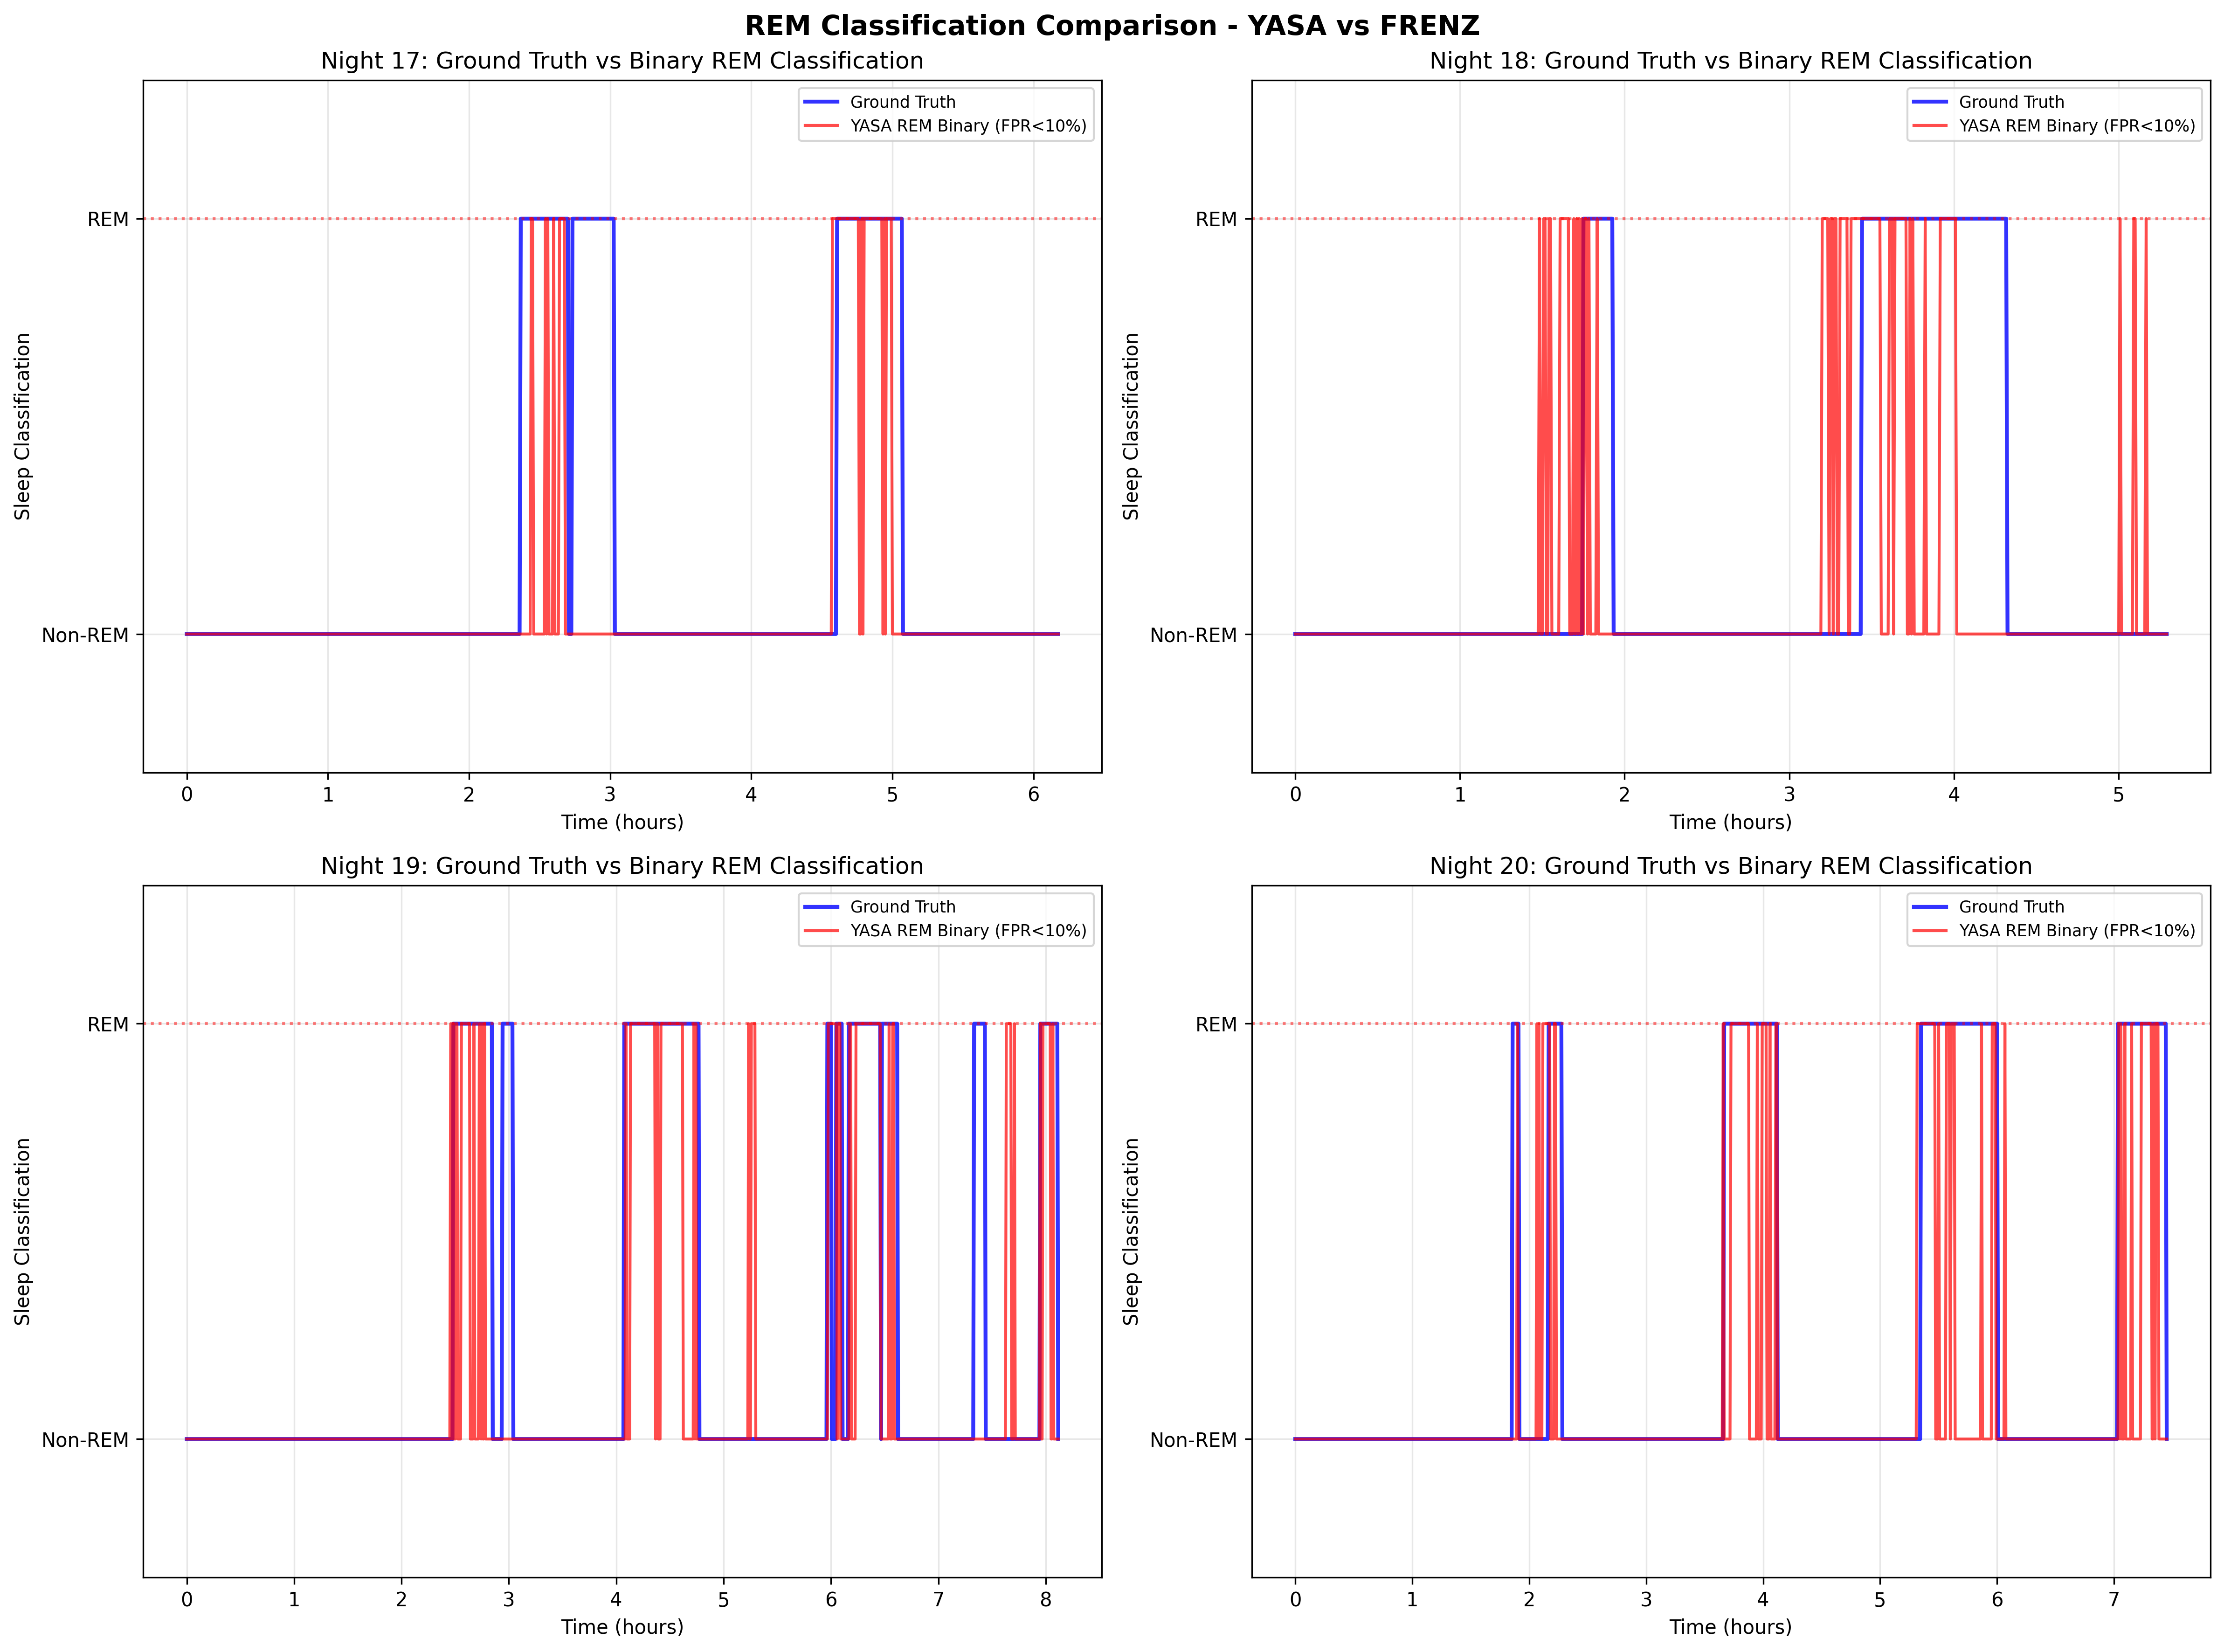 REM Classification Comparison - YASA vs FRENZ
Night 17: Ground Truth vs Binary REM Classification
Ground Truth
YASA REM Binary (FPR<10%)
REM
Non-REM
Sleep Classification
0 1 2 3 4 5 6
Time (hours)
Night 18: Ground Truth vs Binary REM Classification
Ground Truth
YASA REM Binary (FPR<10%)
REM
Non-REM
Sleep Classification
0 1 2 3 4 5
Time (hours)
Night 19: Ground Truth vs Binary REM Classification
Ground Truth
YASA REM Binary (FPR<10%)
REM
Non-REM
Sleep Classification
0 1 2 3 4 5 6 7 8
Time (hours)
Night 20: Ground Truth vs Binary REM Classification
Ground Truth
YASA REM Binary (FPR<10%)
REM
Non-REM
Sleep Classification
0 1 2 3 4 5 6 7
Time (hours)